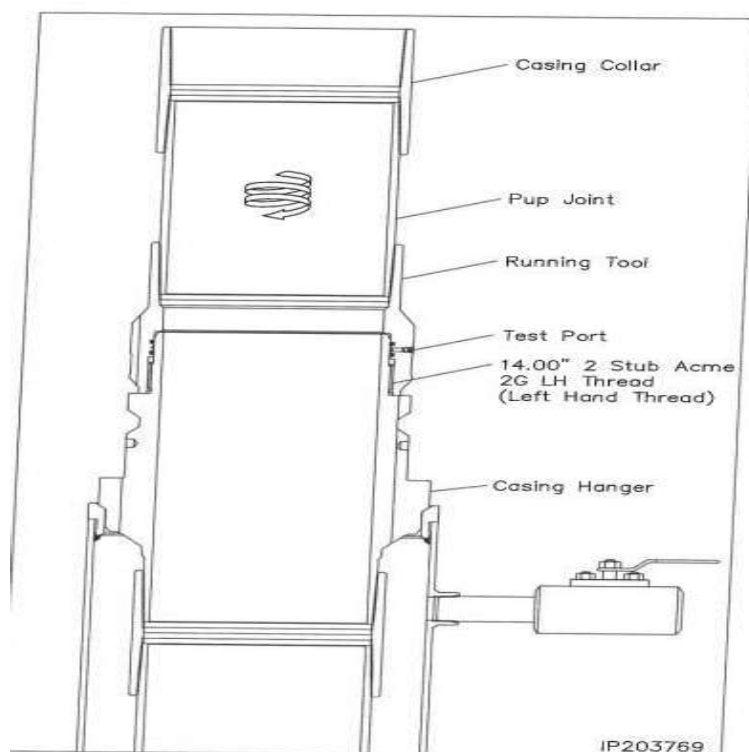 Casing Collar
Pup Joint
Running Tool
Test Port
14.00" 2 Stub Acme
2G LH Thread
(Left Hand Thread)
Casing Hanger
IP203769